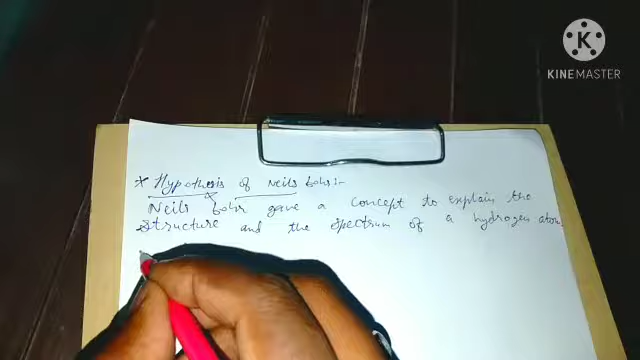 K
KINEMASTER
* Hypothesis of Neils bohr:-
Neils bohr gave a concept to explain the
structure and the spectrum of a hydrogen atom.